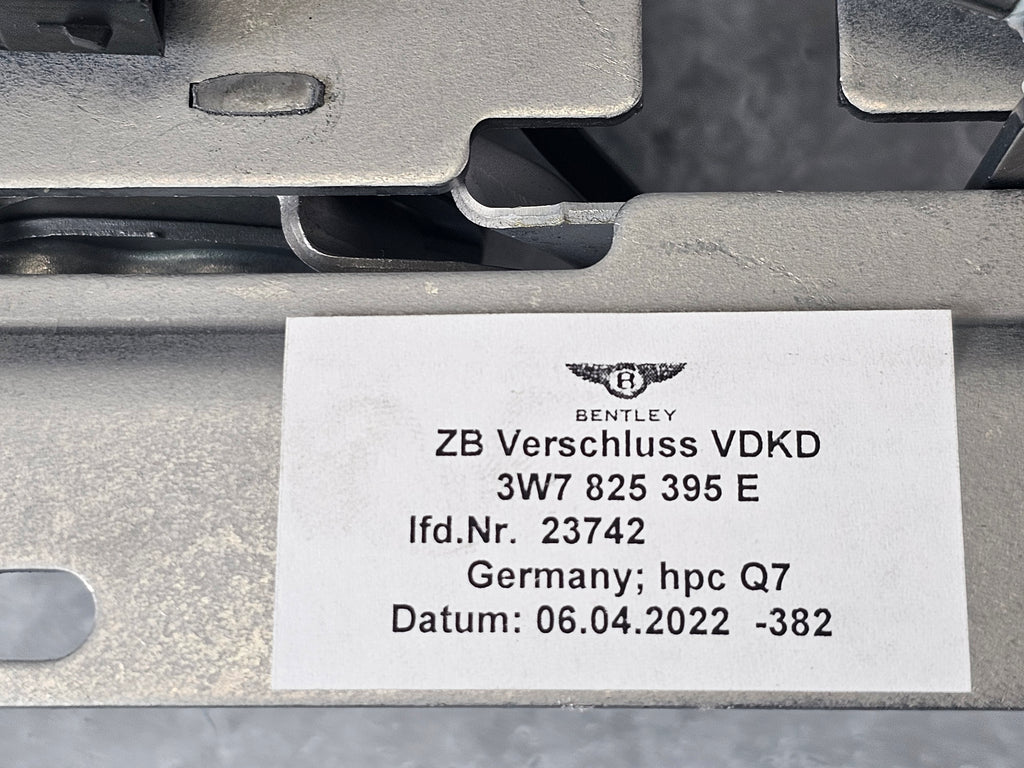 B
BENTLEY
ZB Verschluss VDKD
3W7 825 395 E
lfd.Nr. 23742
Germany; hpc Q7
Datum: 06.04.2022 -382